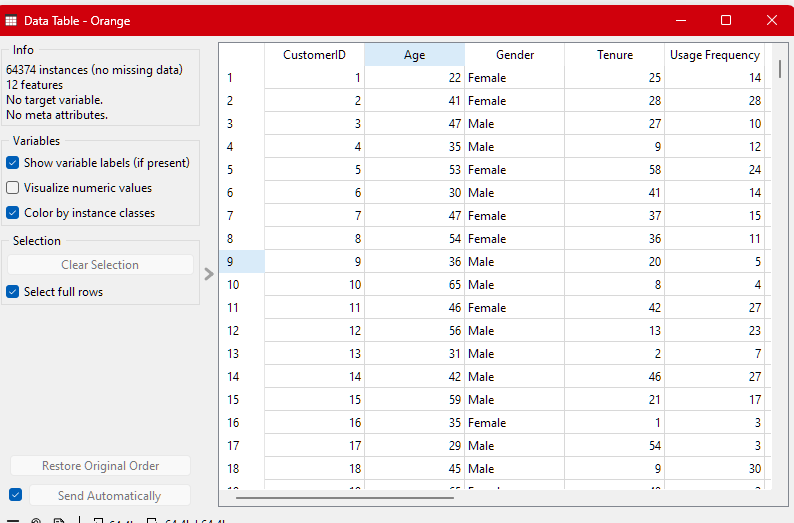 Data Table - Orange
Info
64374 instances (no missing data)
12 features
No target variable.
No meta attributes.
Variables
Show variable labels (if present)
Visualize numeric values
Color by instance classes
Selection
Clear Selection
Select full rows
Restore Original Order
Send Automatically
CustomerID Age Gender Tenure Usage Frequency
1 1 22 Female 25 14
2 2 41 Female 28 28
3 3 47 Male 27 10
4 4 35 Male 9 12
5 5 53 Female 58 24
6 6 30 Male 41 14
7 7 47 Female 37 15
8 8 54 Female 36 11
9 9 36 Male 20 5
10 10 65 Male 8 4
11 11 46 Female 42 27
12 12 56 Male 13 23
13 13 31 Male 2 7
14 14 42 Male 46 27
15 15 59 Male 21 17
16 16 35 Female 1 3
17 17 29 Male 54 3
18 18 45 Male 9 30